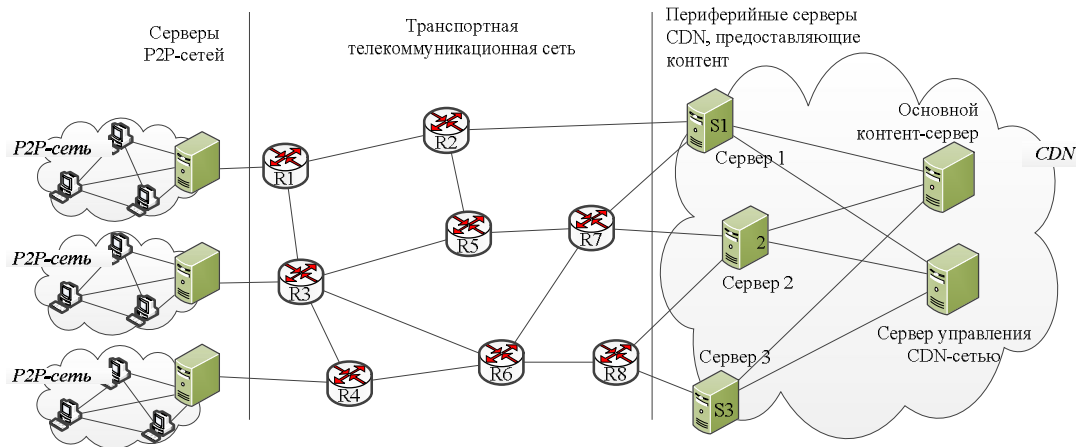 Серверы
P2P-сетей
Транспортная
телекоммуникационная сеть
Периферийные серверы
CDN, предоставляющие
контент
P2P-сеть
P2P-сеть
P2P-сеть
R1
R2
R3
R4
R5
R6
R7
R8
S1
Сервер 1
2
Сервер 2
Сервер 3
S3
Основной
контент-сервер
CDN
Сервер управления
CDN-сетью